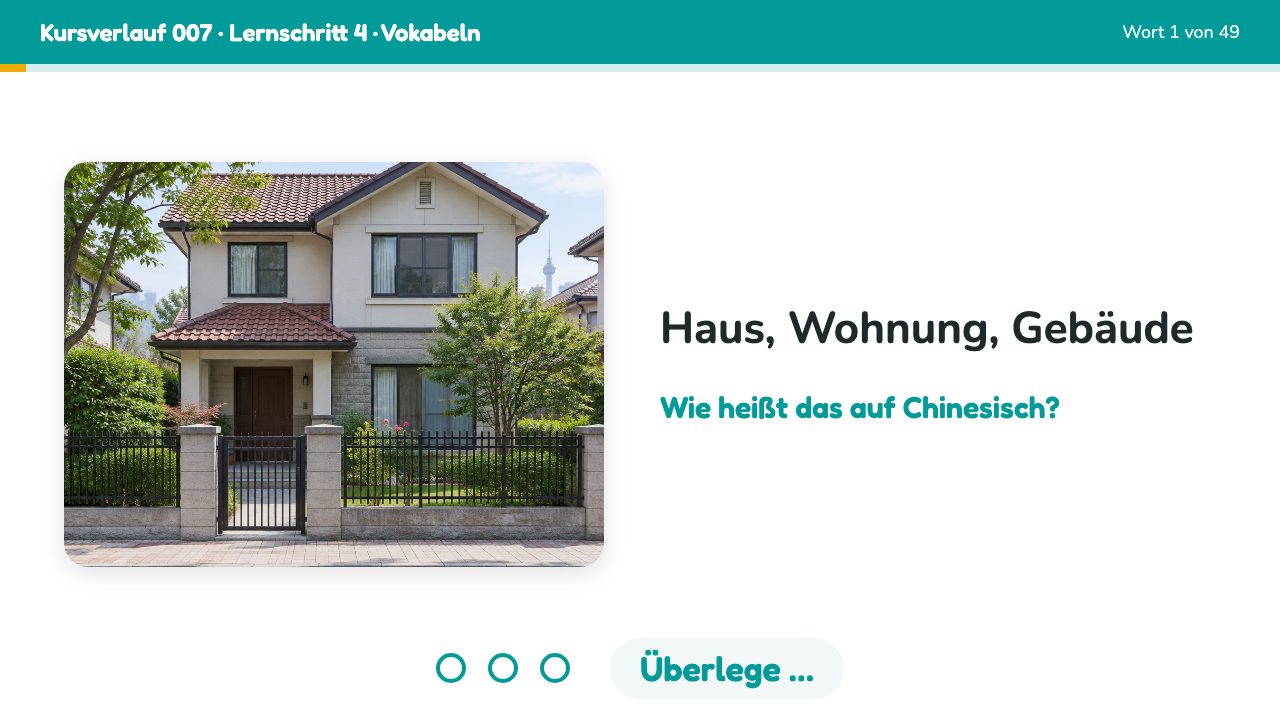 Kursverlauf 007 · Lernschritt 4 · Vokabeln
Wort 1 von 49
Haus, Wohnung, Gebäude
Wie heißt das auf Chinesisch?
Überlege ...